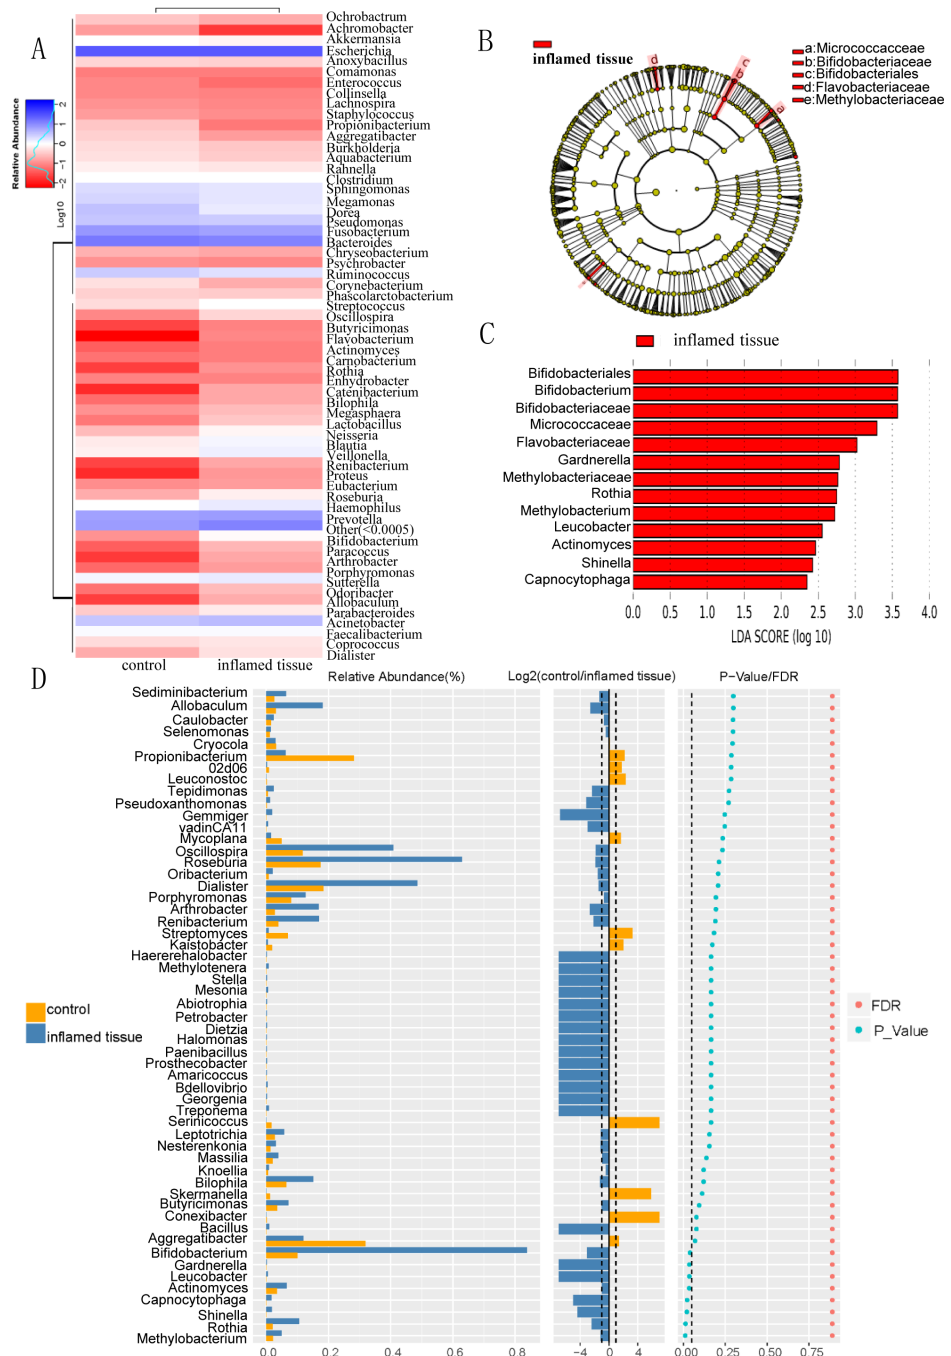 A
Ochrobactrum
Achromobacter
Akkermansia
Escherichia
Anoxybacillus
Comamonas
Enterococcus
Collinsella
Lachnospira
Staphylococcus
Propionibacterium
Aggregatibacter
Burkholderia
Aquabacterium
Rahnella
Clostridium
Sphingomonas
Megamonas
Dorea
Pseudomonas
Fusobacterium
Bacteroides
Chryseobacterium
Psychrobacter
Ruminococcus
Corynebacterium
Phascolarctobacterium
Streptococcus
Oscillospira
Butyricimonas
Flavobacterium
Actinomyces
Carnobacterium
Rothia
Enhydrobacter
Catenibacterium
Bilophila
Megasphaera
Lactobacillus
Neisseria
Blautia
Veillonella
Renibacterium
Proteus
Eubacterium
Roseburia
Haemophilus
Prevotella
Other(<0.0005)
Bifidobacterium
Paracoccus
Arthrobacter
Porphyromonas
Sutterella
Odoribacter
Allobaculum
Parabacteroides
Acinetobacter
Faecalibacterium
Coprococcus
Dialister
control
inflamed tissue
Relative Abundance
Log10
2
1
0
−1
−2
B
inflamed tissue
d
c
b
a
a:Micrococcaceae
b:Bifidobacteriaceae
c:Bifidobacteriales
d:Flavobacteriaceae
e:Methylobacteriaceae
C
inflamed tissue
Bifidobacteriales
Bifidobacterium
Bifidobacteriaceae
Micrococcaceae
Flavobacteriaceae
Gardnerella
Methylobacteriaceae
Rothia
Methylobacterium
Leucobacter
Actinomyces
Shinella
Capnocytophaga
0.0 0.5 1.0 1.5 2.0 2.5 3.0 3.5 4.0
LDA SCORE (log 10)
D
Relative Abundance(%)
Log2(control/inflamed tissue)
P−Value/FDR
Sediminibacterium
Allobaculum
Caulobacter
Selenomonas
Cryocola
Propionibacterium
02d06
Leuconostoc
Tepidimonas
Pseudoxanthomonas
Gemmiger
vadinCA11
Mycoplana
Oscillospira
Roseburia
Oribacterium
Dialister
Porphyromonas
Arthrobacter
Renibacterium
Streptomyces
Kaistobacter
Haererehalobacter
Methylotenera
Stella
Mesonia
Abiotrophia
Petrobacter
Dietzia
Halomonas
Paenibacillus
Prosthecobacter
Amaricoccus
Bdellovibrio
Georgenia
Treponema
Serinicoccus
Leptotrichia
Nesterenkonia
Massilia
Knoellia
Bilophila
Skermanella
Butyricimonas
Conexibacter
Bacillus
Aggregatibacter
Bifidobacterium
Gardnerella
Leucobacter
Actinomyces
Capnocytophaga
Shinella
Rothia
Methylobacterium
control
inflamed tissue
FDR
P_Value
0.0 0.2 0.4 0.6 0.8
−4 0 4
0.00 0.25 0.50 0.75